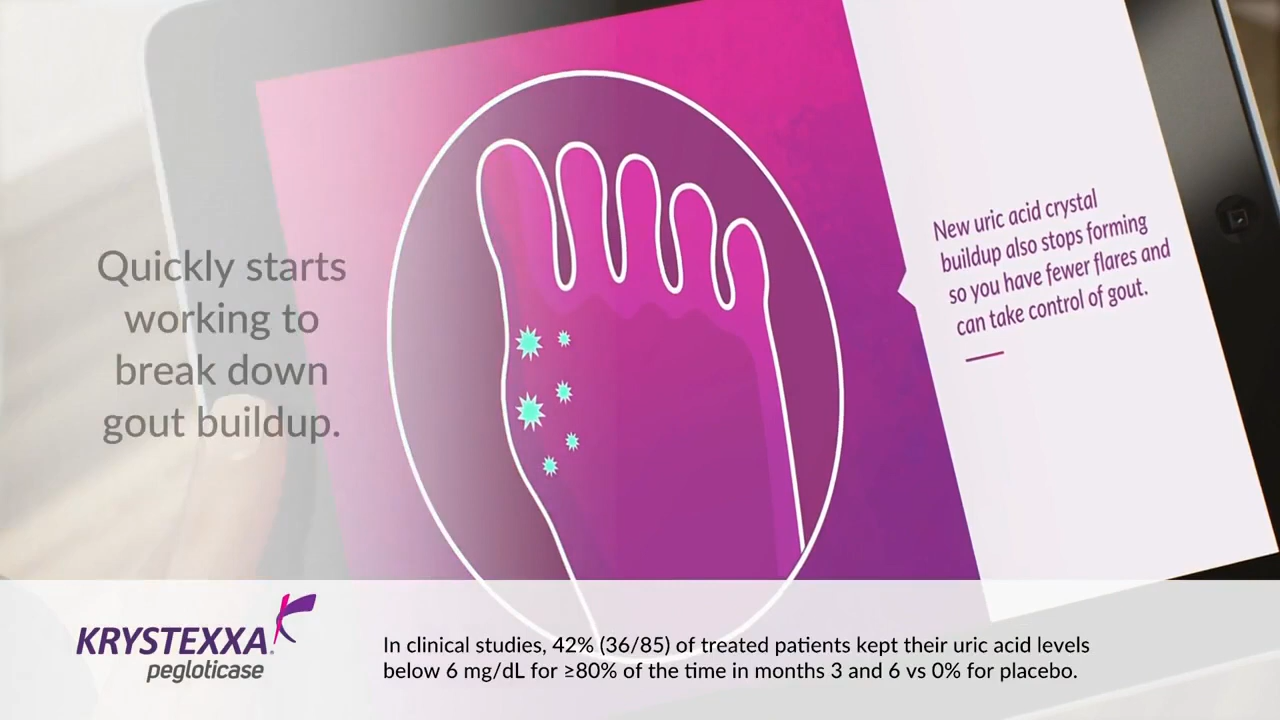 Quickly starts
working to
break down
gout buildup.
New uric acid crystal
buildup also stops forming
so you have fewer flares and
can take control of gout.
KRYSTEXXA®
pegloticase
In clinical studies, 42% (36/85) of treated patients kept their uric acid levels
below 6 mg/dL for ≥80% of the time in months 3 and 6 vs 0% for placebo.